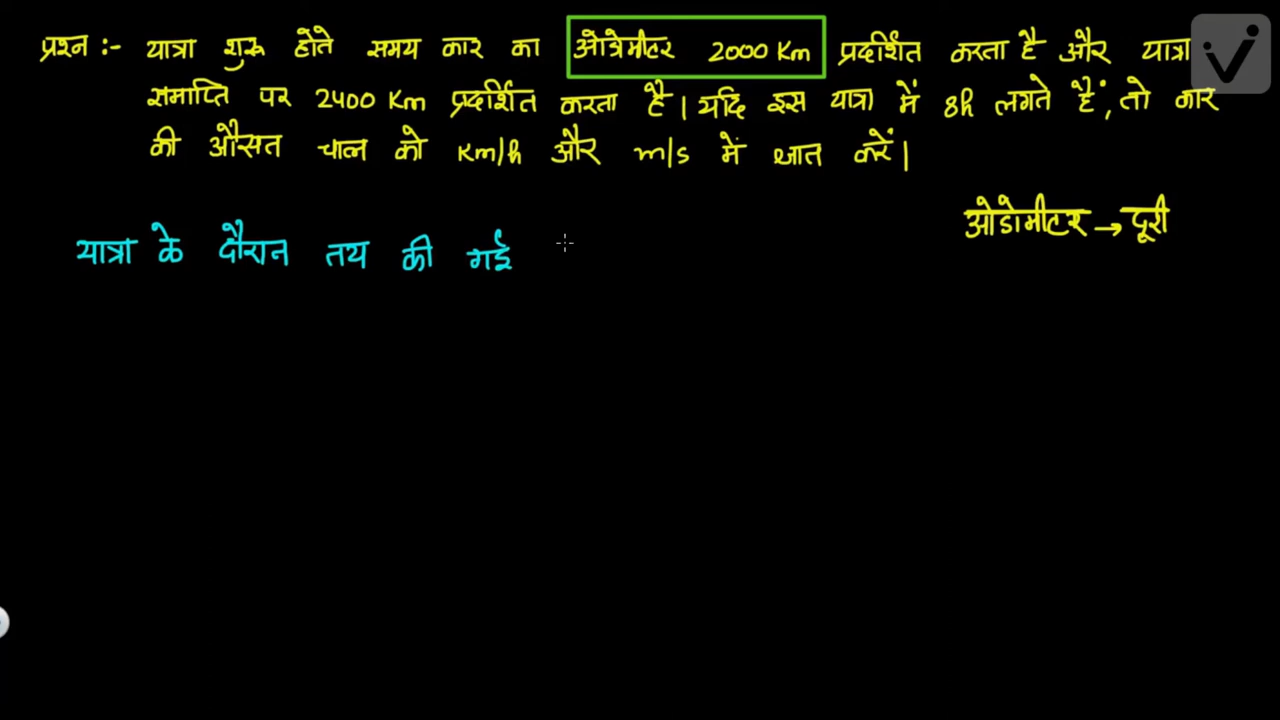 प्रश्न :- यात्रा शुरू होते समय कार का ओडोमीटर 2000 Km प्रदर्शित करता है और यात्रा
समाप्ति पर 2400 Km प्रदर्शित करता है। यदि इस यात्रा में 8h लगते हैं, तो कार
की औसत चाल को Km/h और m/s में ज्ञात करें।
ओडोमीटर → दूरी
यात्रा के दौरान तय की गई